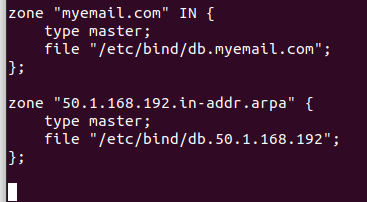 zone "myemail.com" IN {
    type master;
    file "/etc/bind/db.myemail.com";
};

zone "50.1.168.192.in-addr.arpa" {
    type master;
    file "/etc/bind/db.50.1.168.192";
};